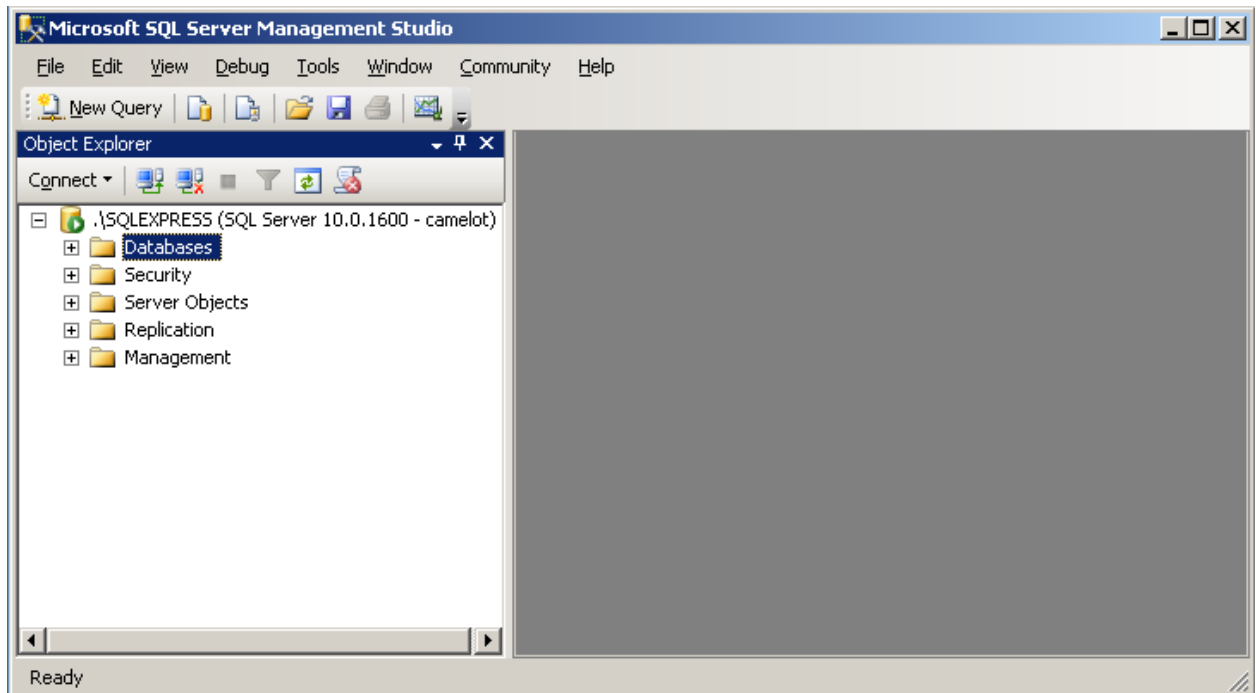 Microsoft SQL Server Management Studio
File Edit View Debug Tools Window Community Help
New Query
Object Explorer
Connect
.\SQLEXPRESS (SQL Server 10.0.1600 - camelot)
Databases
Security
Server Objects
Replication
Management
Ready